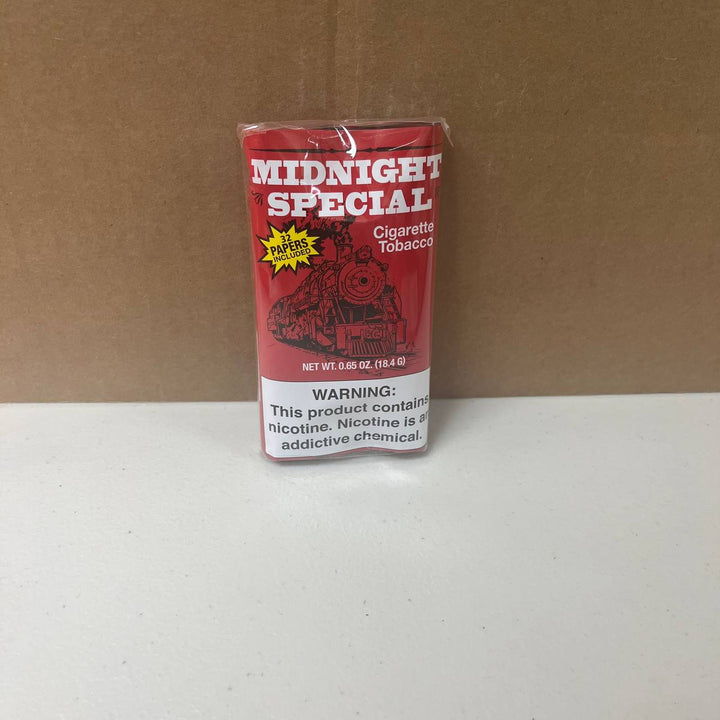 MIDNIGHT
SPECIAL
32
PAPERS
INCLUDED
Cigarette
Tobacco
NET WT. 0.65 OZ. (18.4 G)
WARNING:
This product contains
nicotine. Nicotine is an
addictive chemical.